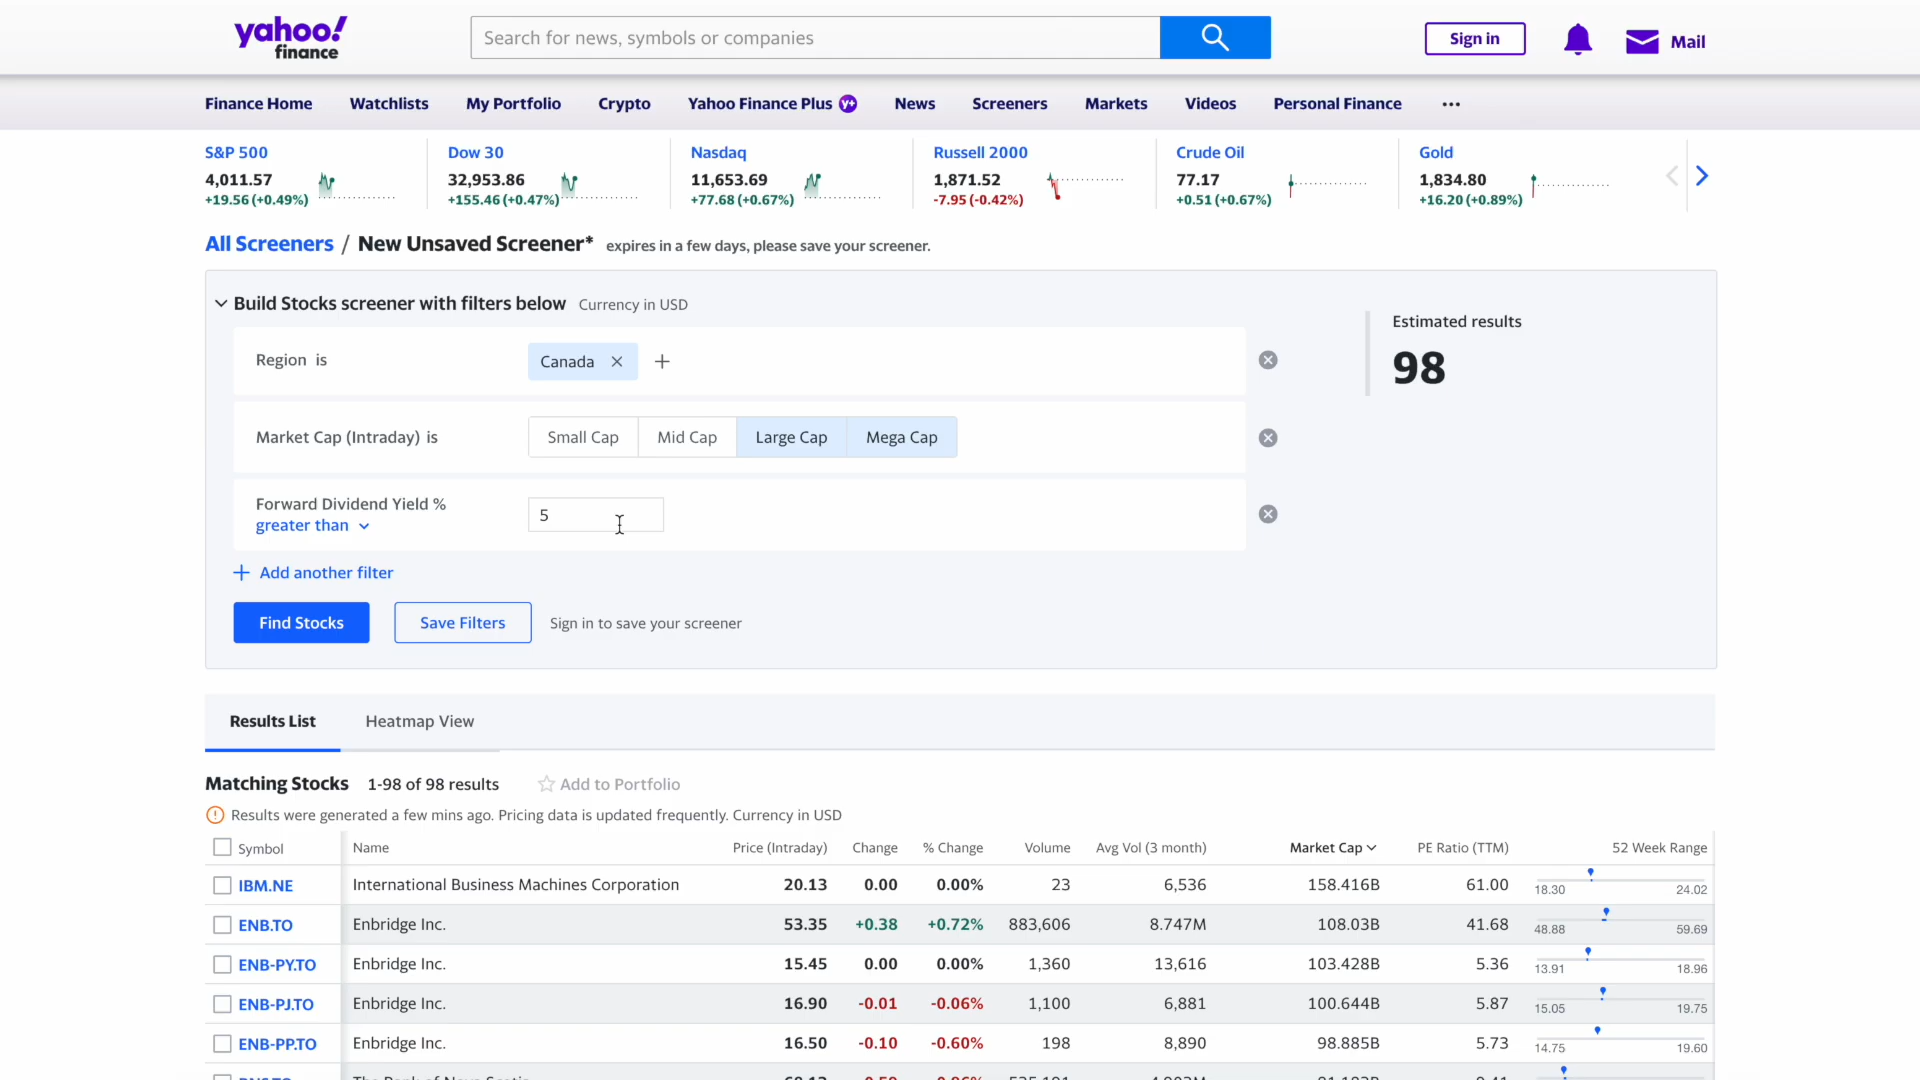 yahoo!
finance
Search for news, symbols or companies
Sign in
Mail
Finance Home Watchlists My Portfolio Crypto Yahoo Finance Plus y+ News Screeners Markets Videos Personal Finance ...
S&P 500 Dow 30 Nasdaq Russell 2000 Crude Oil Gold
4,011.57 32,953.86 11,653.69 1,871.52 77.17 1,834.80
+19.56 (+0.49%) +155.46 (+0.47%) +77.68 (+0.67%) -7.95 (-0.42%) +0.51 (+0.67%) +16.20 (+0.89%)
All Screeners / New Unsaved Screener* expires in a few days, please save your screener.
Build Stocks screener with filters below Currency in USD
Estimated results
98
Region is Canada
Market Cap (Intraday) is Small Cap Mid Cap Large Cap Mega Cap
Forward Dividend Yield %
greater than
5
Add another filter
Find Stocks Save Filters Sign in to save your screener
Results List Heatmap View
Matching Stocks 1-98 of 98 results Add to Portfolio
Results were generated a few mins ago. Pricing data is updated frequently. Currency in USD
Symbol Name Price (Intraday) Change % Change Volume Avg Vol (3 month) Market Cap PE Ratio (TTM) 52 Week Range
IBM.NE International Business Machines Corporation 20.13 0.00 0.00% 23 6,536 158.416B 61.00 18.30 24.02
ENB.TO Enbridge Inc. 53.35 +0.38 +0.72% 883,606 8.747M 108.03B 41.68 48.88 59.69
ENB-PY.TO Enbridge Inc. 15.45 0.00 0.00% 1,360 13,616 103.428B 5.36 13.91 18.96
ENB-PJ.TO Enbridge Inc. 16.90 -0.01 -0.06% 1,100 6,881 100.644B 5.87 15.05 19.75
ENB-PP.TO Enbridge Inc. 16.50 -0.10 -0.60% 198 8,890 98.885B 5.73 14.75 19.60